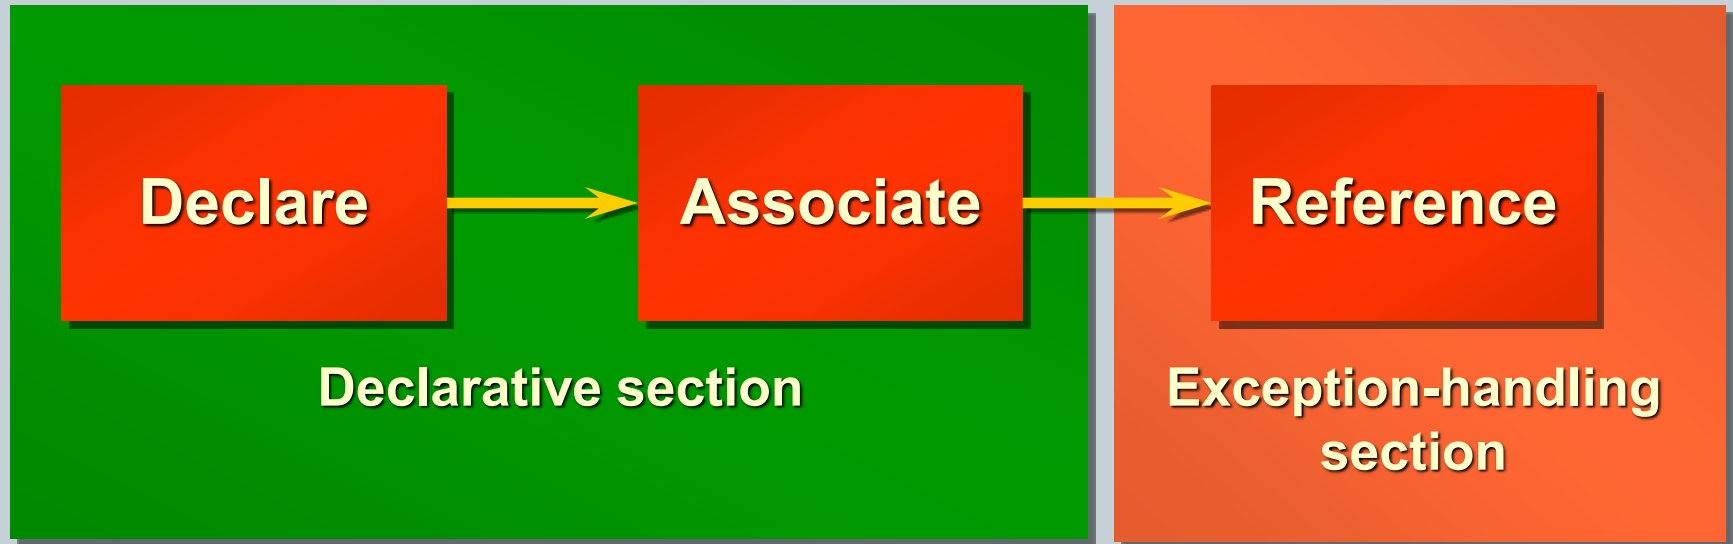 Declare
Associate
Reference
Declarative section
Exception-handling
section